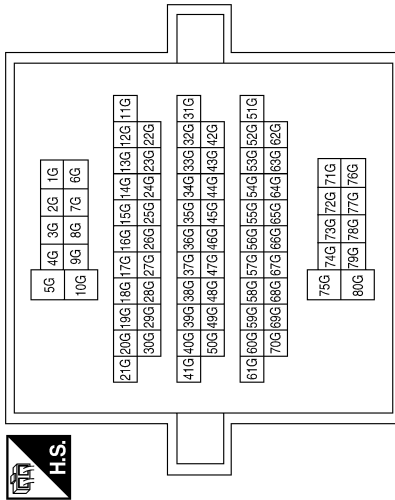 H.S.
5G 4G 3G 2G 1G
10G 9G 8G 7G 6G
21G 20G 19G 18G 17G 16G 15G 14G 13G 12G 11G
30G 29G 28G 27G 26G 25G 24G 23G 22G
41G 40G 39G 38G 37G 36G 35G 34G 33G 32G 31G
50G 49G 48G 47G 46G 45G 44G 43G 42G
61G 60G 59G 58G 57G 56G 55G 54G 53G 52G 51G
70G 69G 68G 67G 66G 65G 64G 63G 62G
75G 74G 73G 72G 71G
80G 79G 78G 77G 76G